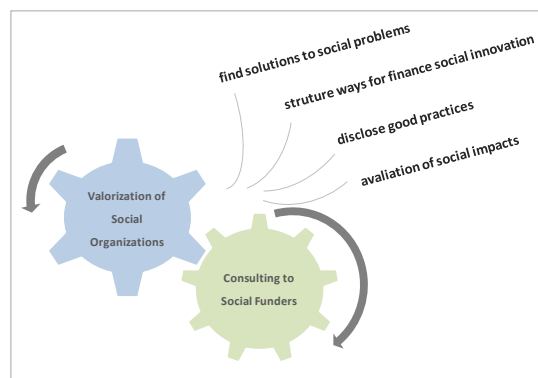 find solutions to social problems
struture ways for finance social innovation
disclose good practices
avaliation of social impacts
Valorization of
Social
Organizations
Consulting to
Social Funders